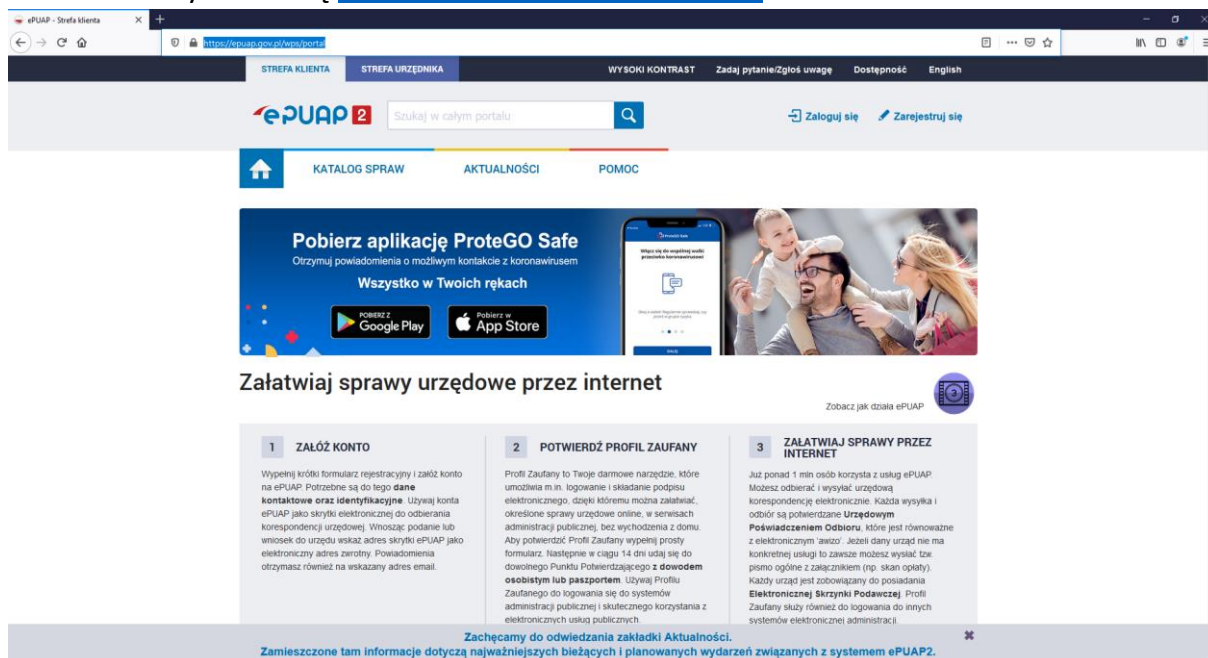 ePUAP - Strefa klienta
https://epuap.gov.pl/wps/portal
STREFA KLIENTA STREFA URZĘDNIKA WYSOKI KONTRAST Zadaj pytanie/Zgłoś uwagę Dostępność English
ePUAP 2 Szukaj w całym portalu Zaloguj się Zarejestruj się
KATALOG SPRAW AKTUALNOŚCI POMOC
Pobierz aplikację ProteGO Safe
Otrzymuj powiadomienia o możliwym kontakcie z koronawirusem
Wszystko w Twoich rękach
POBIERZ Z Google Play
Pobierz w App Store
ProteGO Safe
Włącz się do wspólnej walki
przeciwko koronawirusowi
Załatwiaj sprawy urzędowe przez internet
Zobacz jak działa ePUAP
3
1 ZAŁÓŻ KONTO
Wypełnij krótki formularz rejestracyjny i załóż konto
na ePUAP. Potrzebne są do tego dane
kontaktowe oraz identyfikacyjne. Używaj konta
ePUAP jako skrytki elektronicznej do odbierania
korespondencji urzędowej. Wnosząc podanie lub
wniosek do urzędu wskaż adres skrytki ePUAP jako
elektroniczny adres zwrotny. Powiadomienia
otrzymasz również na wskazany adres email.
2 POTWIERDŹ PROFIL ZAUFANY
Profil Zaufany to Twoje darmowe narzędzie, które
umożliwia m.in. logowanie i składanie podpisu
elektronicznego, dzięki któremu można załatwiać,
określone sprawy urzędowe online, w serwisach
administracji publicznej, bez wychodzenia z domu.
Aby potwierdzić Profil Zaufany wypełnij prosty
formularz. Następnie w ciągu 14 dni udaj się do
dowolnego Punktu Potwierdzającego z dowodem
osobistym lub paszportem. Używaj Profilu
Zaufanego do logowania się do systemów
administracji publicznej i skutecznego korzystania z
elektronicznych usług publicznych.
3 ZAŁATWIAJ SPRAWY PRZEZ
INTERNET
Już ponad 1 mln osób korzysta z usług ePUAP.
Możesz odbierać i wysyłać urzędową
korespondencję elektronicznie. Każda wysyłka i
odbiór są potwierdzane Urzędowym
Poświadczeniem Odbioru, które jest równoważne
z elektronicznym 'awizo'. Jeżeli dany urząd nie ma
konkretnej usługi to zawsze możesz wysłać tzw.
pismo ogólne z załącznikiem (np. skan opłaty).
Każdy urząd jest zobowiązany do posiadania
Elektronicznej Skrzynki Podawczej. Profil
Zaufany służy również do logowania do innych
systemów elektronicznej administracji.
Zachęcamy do odwiedzania zakładki Aktualności.
Zamieszczone tam informacje dotyczą najważniejszych bieżących i planowanych wydarzeń związanych z systemem ePUAP2.